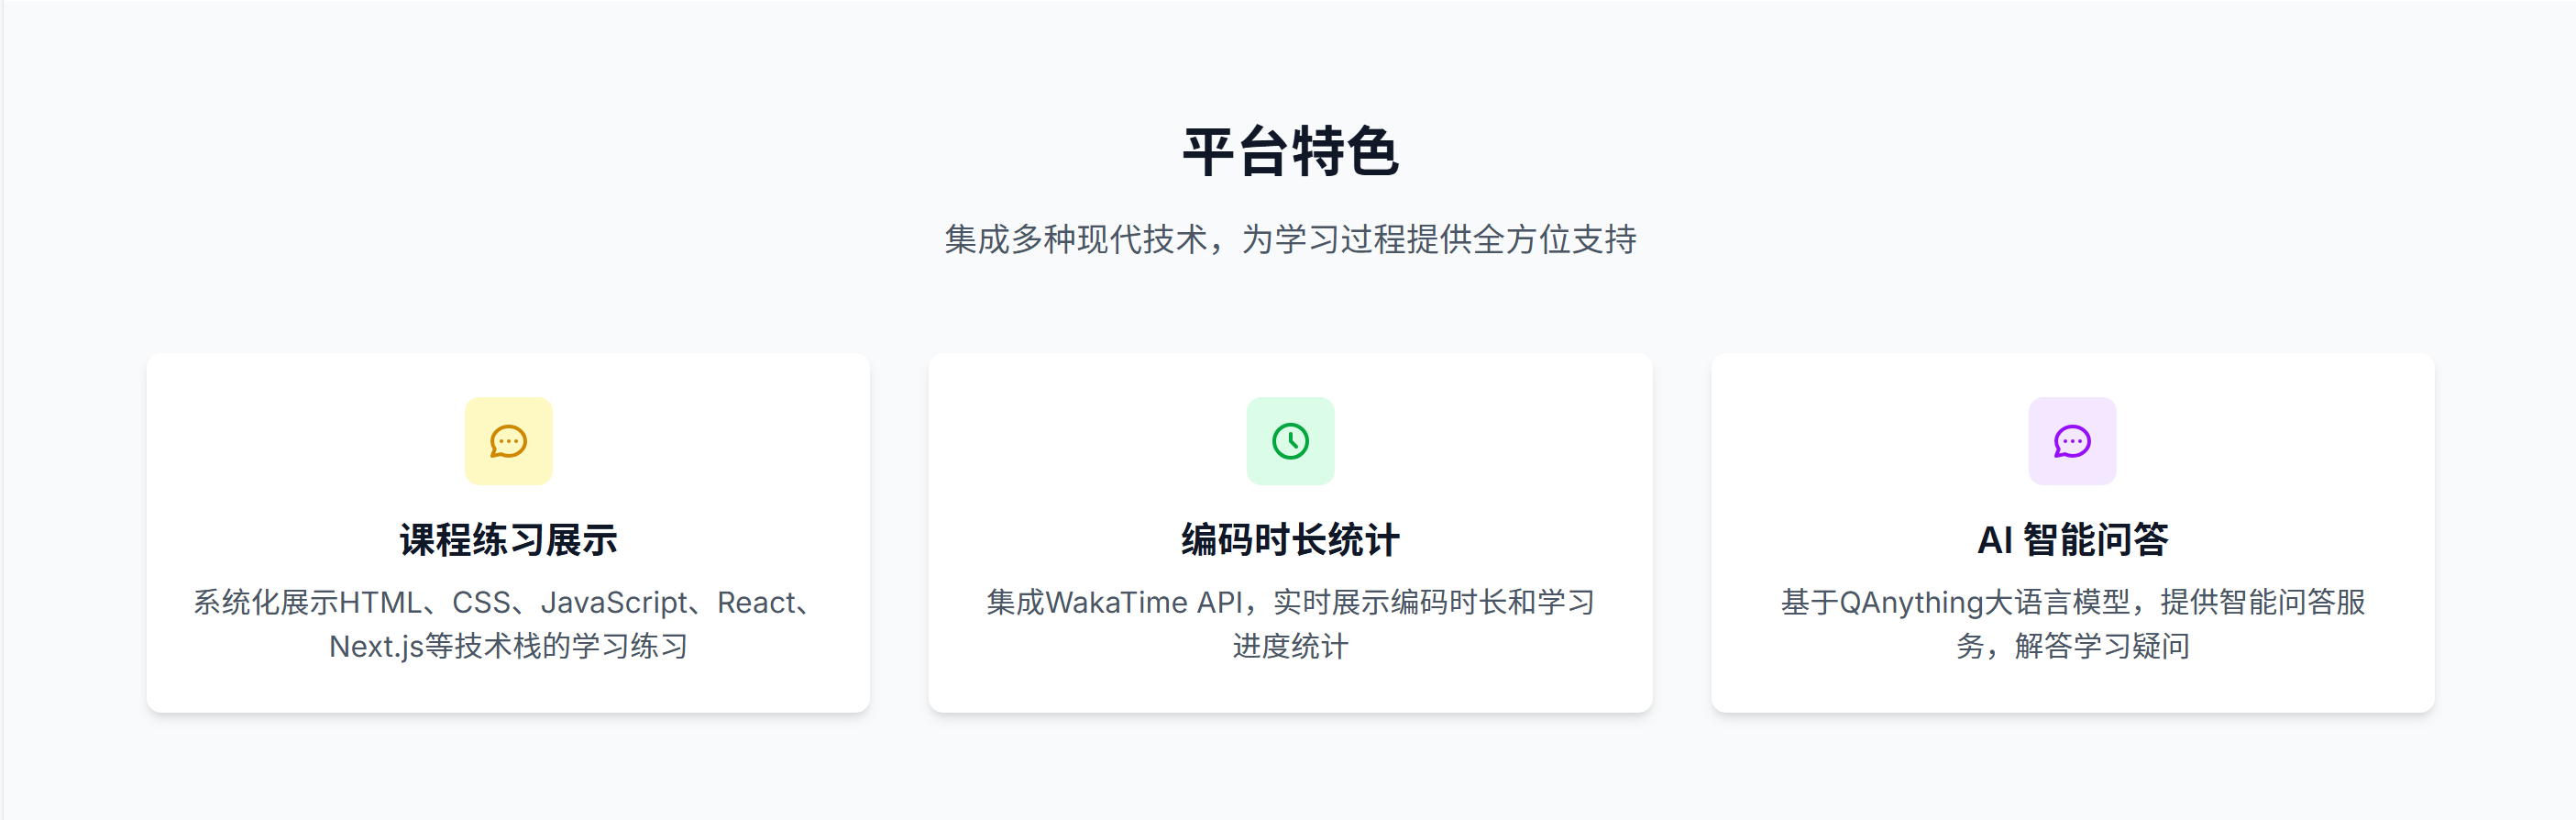 平台特色
集成多种现代技术，为学习过程提供全方位支持
课程练习展示
系统化展示HTML、CSS、JavaScript、React、
Next.js等技术栈的学习练习
编码时长统计
集成WakaTime API，实时展示编码时长和学习
进度统计
AI 智能问答
基于QAnything大语言模型，提供智能问答服
务，解答学习疑问